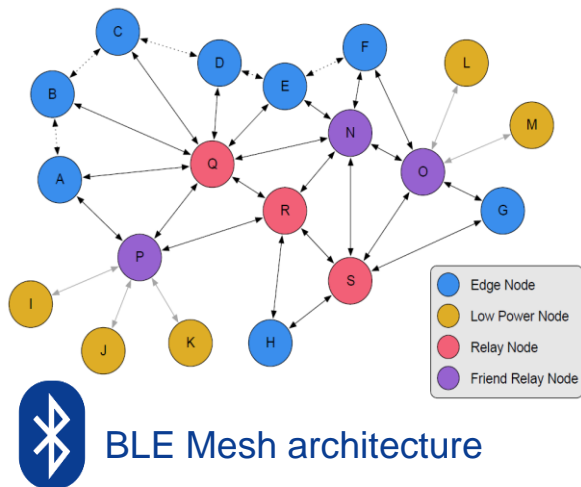 C
F
D
L
E
B
N
M
Q
O
A
R
G
P
S
Edge Node
I
Low Power Node
K
H
J
Relay Node
Friend Relay Node
BLE Mesh architecture